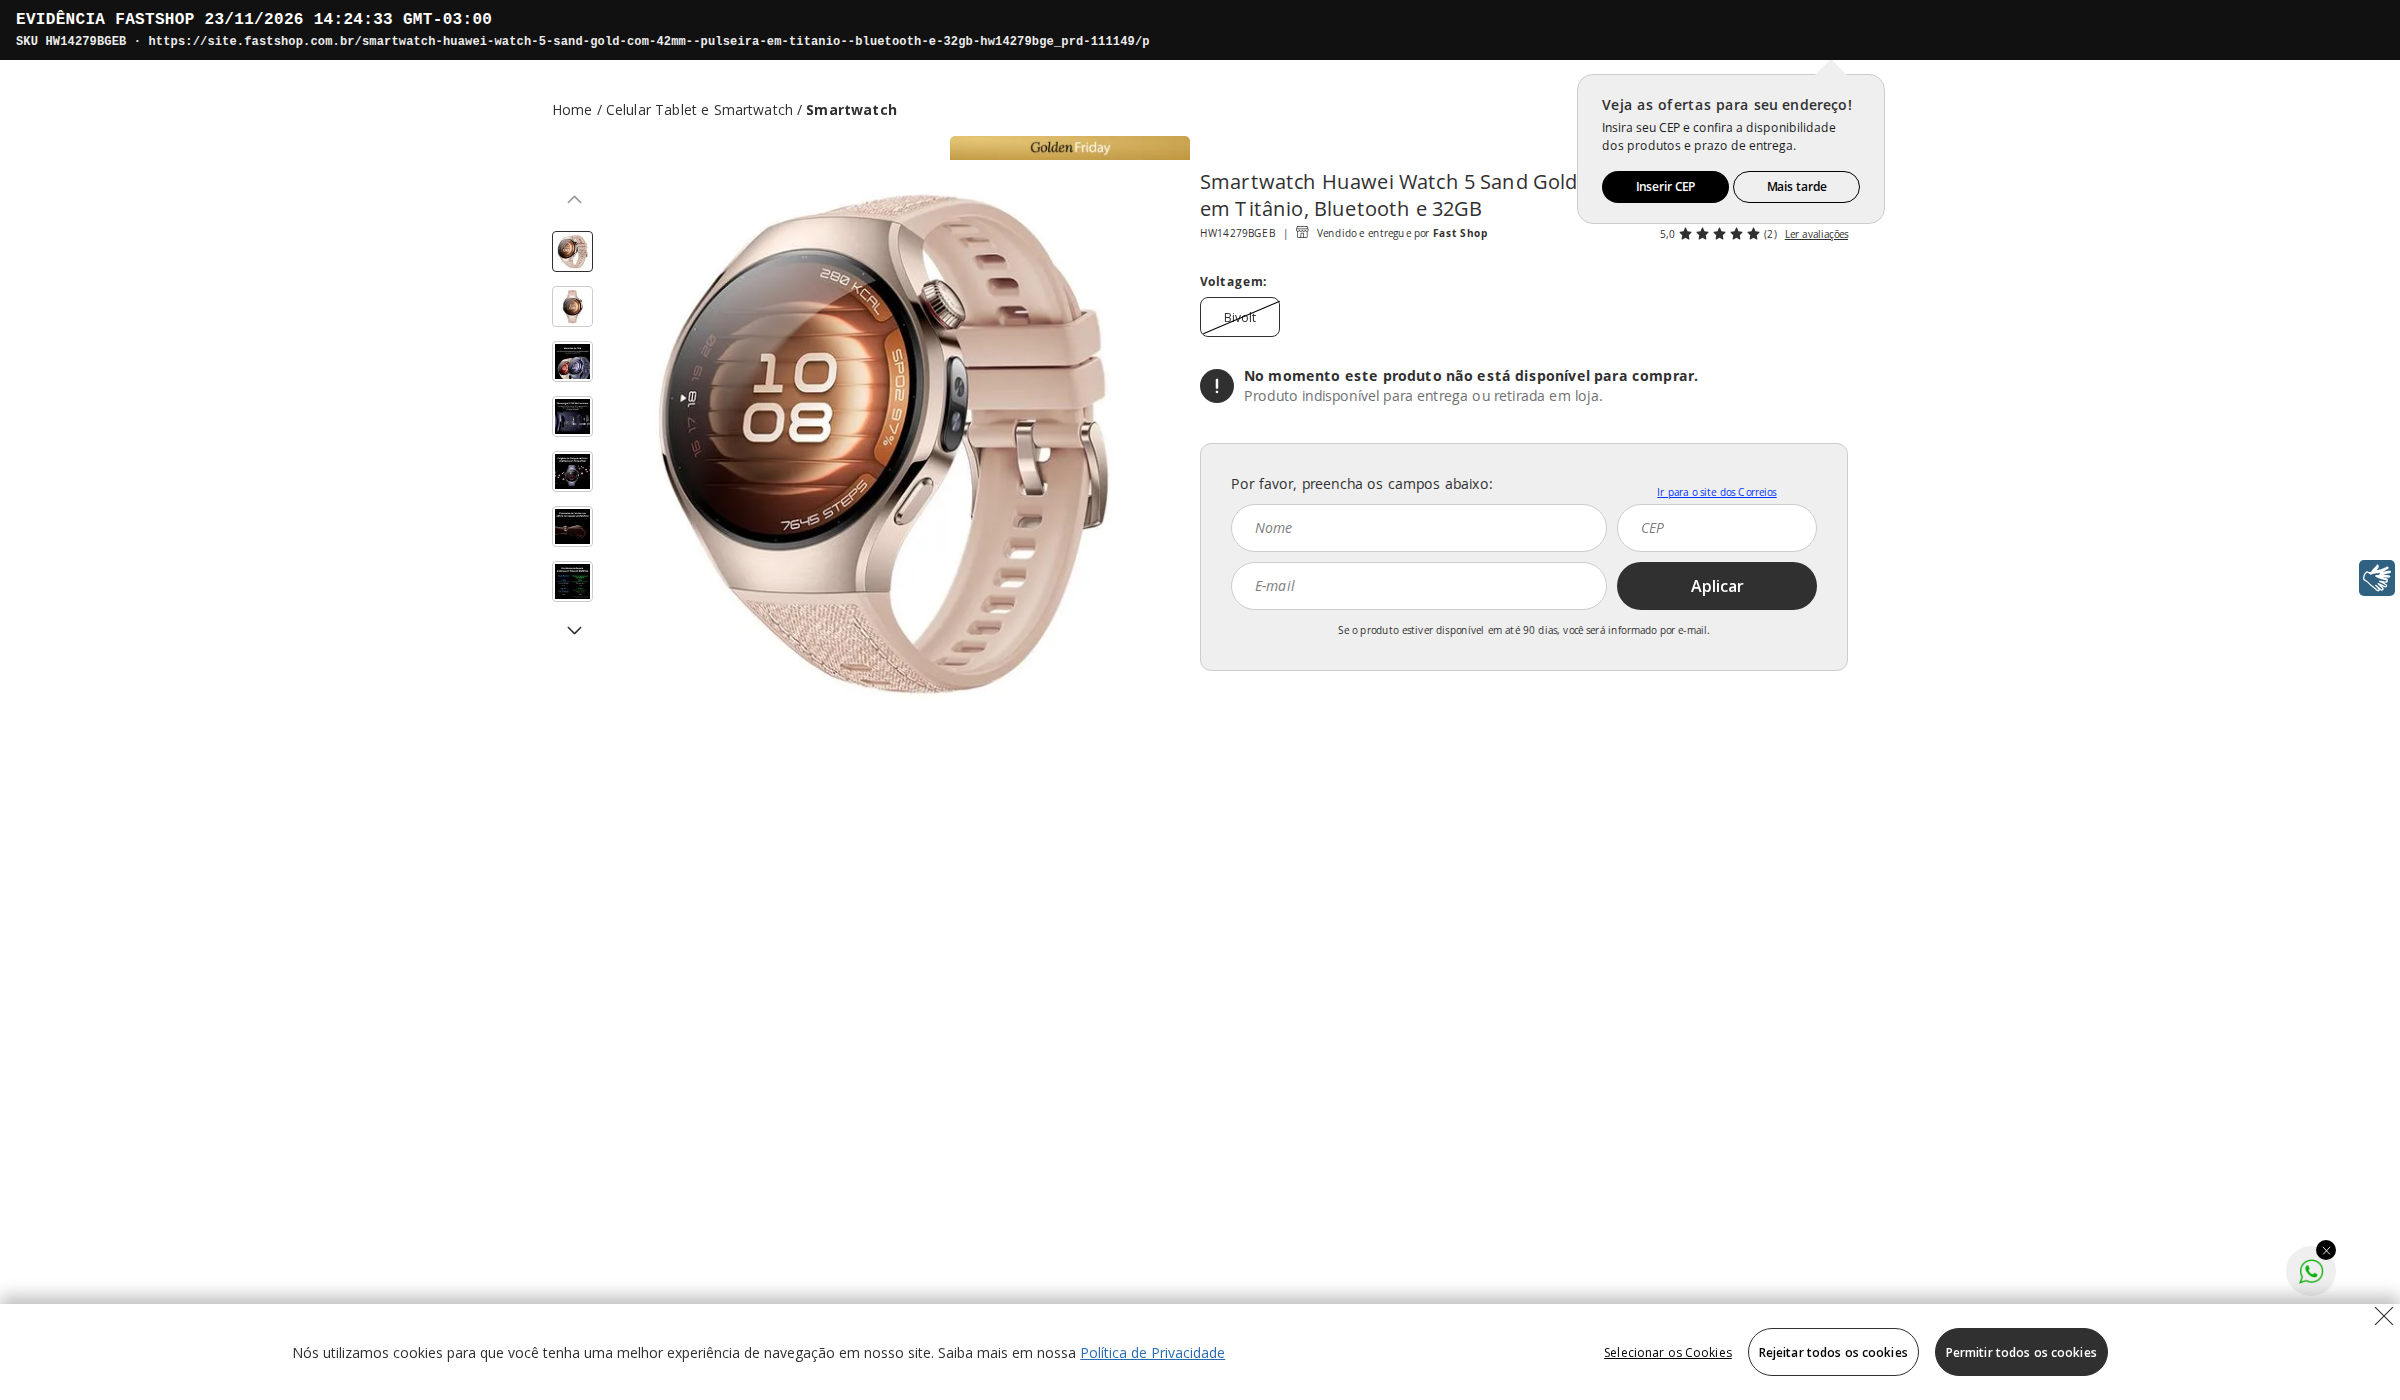 EVIDÊNCIA FASTSHOP 23/11/2026 14:24:33 GMT-03:00
SKU HW14279BGEB · https://site.fastshop.com.br/smartwatch-huawei-watch-5-sand-gold-com-42mm--pulseira-em-titanio--bluetooth-e-32gb-hw14279bge_prd-111149/p
Veja as ofertas para seu endereço!
Insira seu CEP e confira a disponibilidade
dos produtos e prazo de entrega.
Inserir CEP
Mais tarde
Home / Celular Tablet e Smartwatch / Smartwatch
Golden Friday
Smartwatch Huawei Watch 5 Sand Gold
em Titânio, Bluetooth e 32GB
HW14279BGEB | Vendido e entregue por Fast Shop
5,0 (2) Ler avaliações
280 KCAL
SPO2 97%
7645 STEPS
16 17 18 19 20
10
08
Voltagem:
Bivolt
No momento este produto não está disponível para comprar.
Produto indisponível para entrega ou retirada em loja.
Por favor, preencha os campos abaixo:
Ir para o site dos Correios
Nome
CEP
E-mail
Aplicar
Se o produto estiver disponível em até 90 dias, você será informado por e-mail.
Nós utilizamos cookies para que você tenha uma melhor experiência de navegação em nosso site. Saiba mais em nossa Política de Privacidade
Selecionar os Cookies
Rejeitar todos os cookies
Permitir todos os cookies